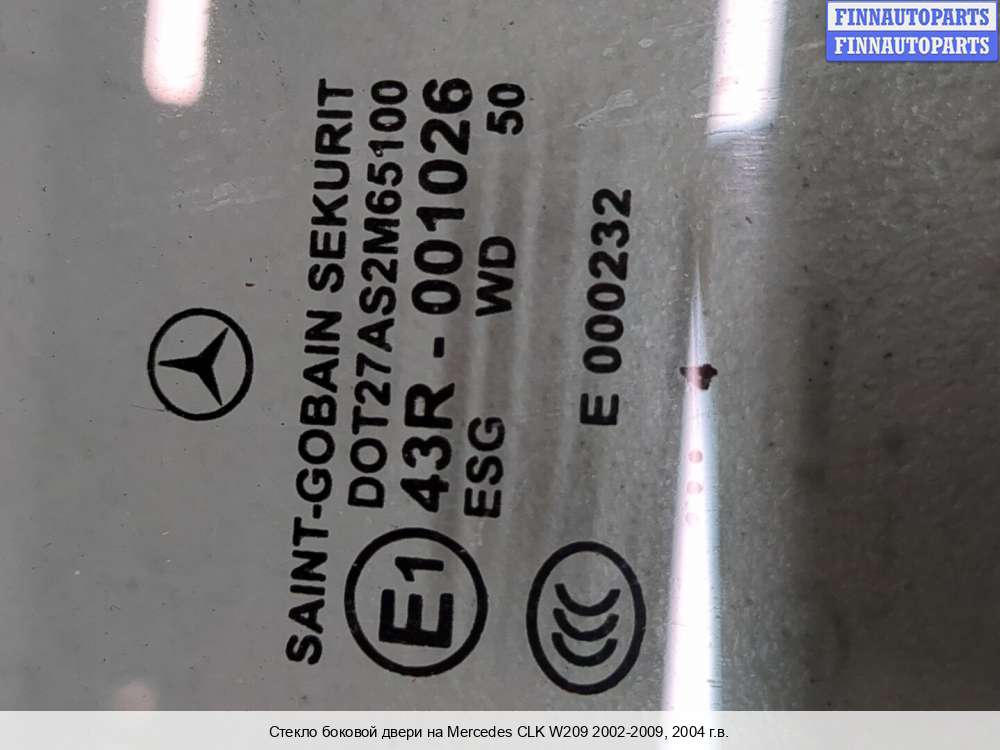 FINNAUTOPARTS
FINNAUTOPARTS
SAINT-GOBAIN SEKURIT
DOT27AS2M65100
E1 43R - 001026
ESG WD 50
E 000232
CCC
Стекло боковой двери на Mercedes CLK W209 2002-2009, 2004 г.в.